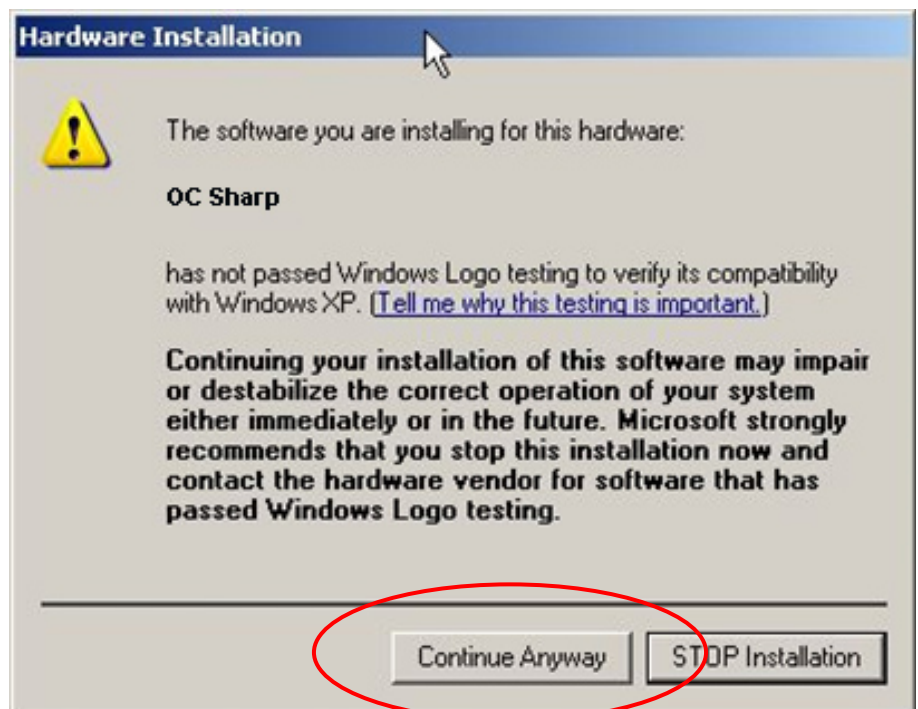 Hardware Installation
The software you are installing for this hardware:
OC Sharp
has not passed Windows Logo testing to verify its compatibility
with Windows XP. (Tell me why this testing is important.)
Continuing your installation of this software may impair
or destabilize the correct operation of your system
either immediately or in the future. Microsoft strongly
recommends that you stop this installation now and
contact the hardware vendor for software that has
passed Windows Logo testing.
Continue Anyway
STOP Installation